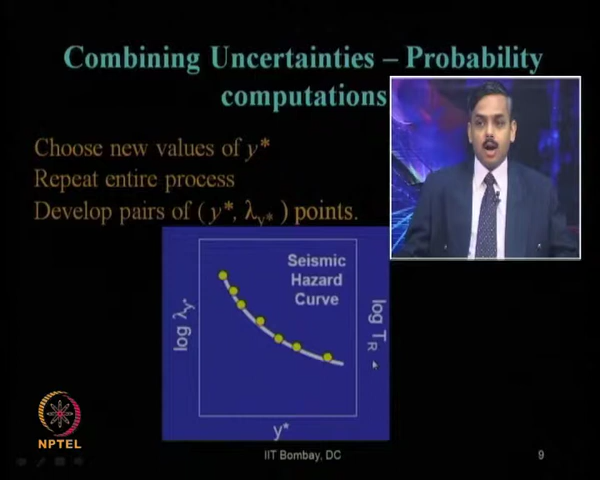 Combining Uncertainties – Probability
computations
Choose new values of y*
Repeat entire process
Develop pairs of (y*, λy*) points.
Seismic
Hazard
Curve
log λy*
log TR
y*
NPTEL
IIT Bombay, DC
9